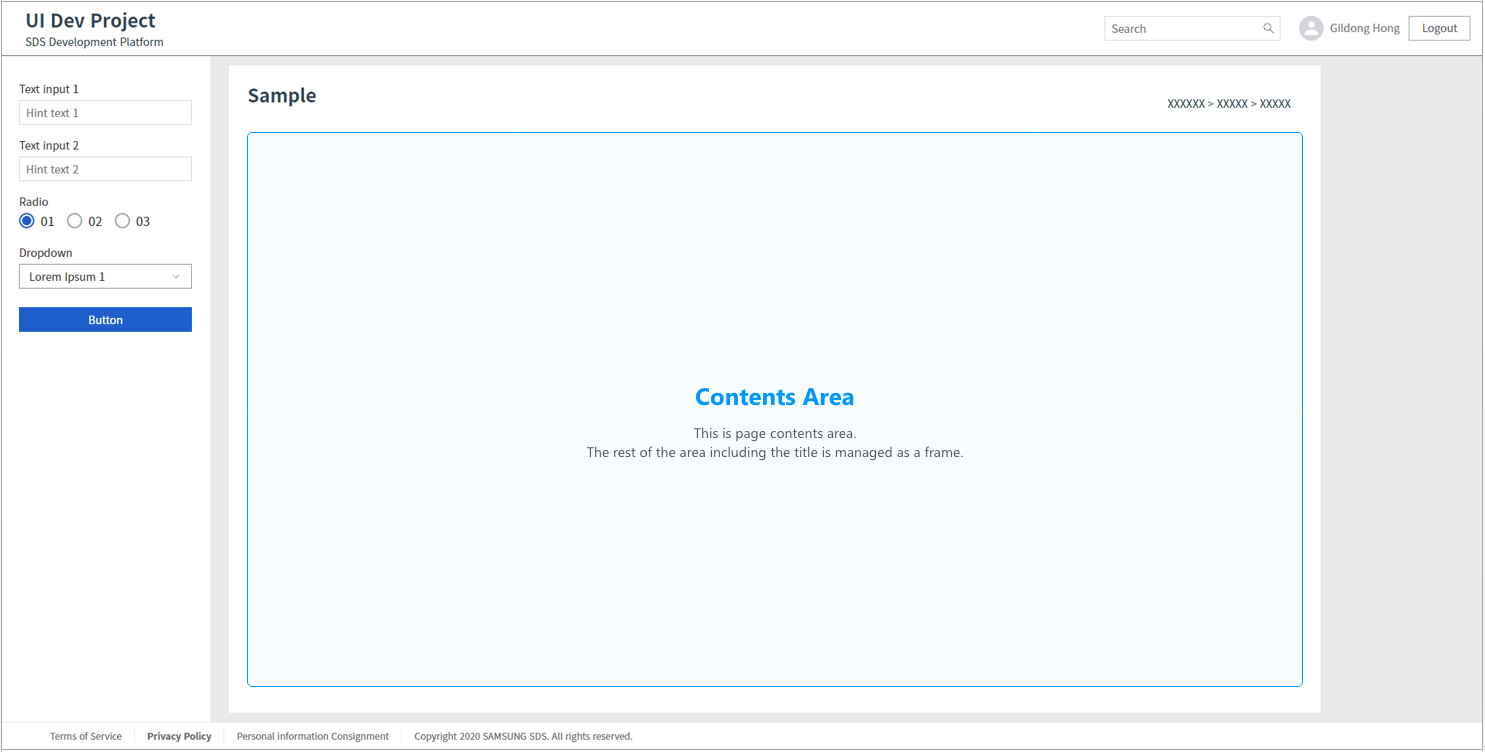 UI Dev Project
SDS Development Platform
Search
Gildong Hong
Logout
Text input 1
Hint text 1
Text input 2
Hint text 2
Radio
01 02 03
Dropdown
Lorem Ipsum 1
Button
Sample
XXXXXX > XXXXX > XXXXX
Contents Area
This is page contents area.
The rest of the area including the title is managed as a frame.
Terms of Service Privacy Policy Personal information Consignment Copyright 2020 SAMSUNG SDS. All rights reserved.